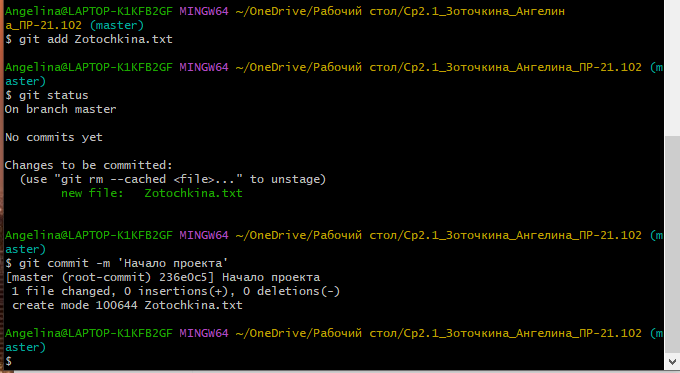 Angelina@LAPTOP-K1KFB2GF MINGW64 ~/OneDrive/Рабочий стол/Ср2.1_Зоточкина_Ангелин
а_ПР-21.102 (master)
$ git add Zotochkina.txt
Angelina@LAPTOP-K1KFB2GF MINGW64 ~/OneDrive/Рабочий стол/Ср2.1_Зоточкина_Ангелина_ПР-21.102 (m
aster)
$ git status
On branch master
No commits yet
Changes to be committed:
  (use "git rm --cached <file>..." to unstage)
        new file:   Zotochkina.txt
Angelina@LAPTOP-K1KFB2GF MINGW64 ~/OneDrive/Рабочий стол/Ср2.1_Зоточкина_Ангелина_ПР-21.102 (m
aster)
$ git commit -m 'Начало проекта'
[master (root-commit) 236e0c5] Начало проекта
 1 file changed, 0 insertions(+), 0 deletions(-)
 create mode 100644 Zotochkina.txt
Angelina@LAPTOP-K1KFB2GF MINGW64 ~/OneDrive/Рабочий стол/Ср2.1_Зоточкина_Ангелина_ПР-21.102 (m
aster)
$